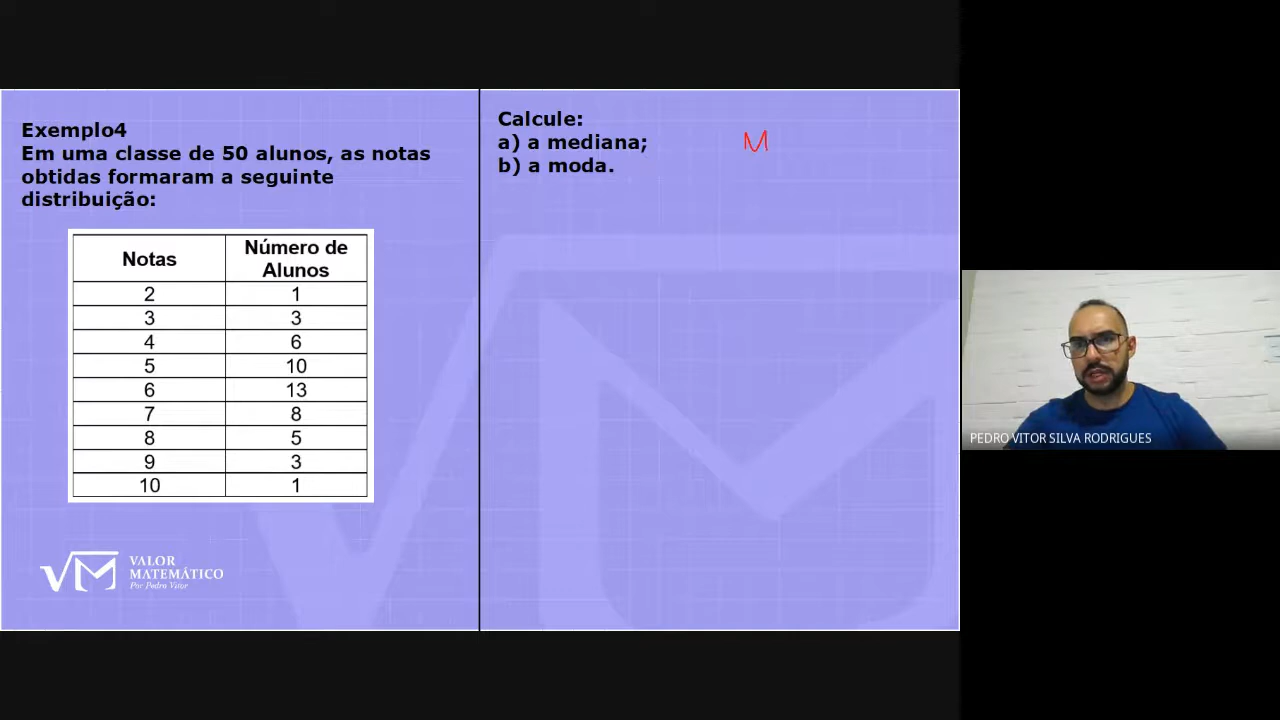 Exemplo4
Em uma classe de 50 alunos, as notas
obtidas formaram a seguinte
distribuição:
Notas Número de Alunos
2 1
3 3
4 6
5 10
6 13
7 8
8 5
9 3
10 1
VALOR
MATEMÁTICO
Por Pedro Vitor
Calcule:
a) a mediana; M
b) a moda.
PEDRO VITOR SILVA RODRIGUES